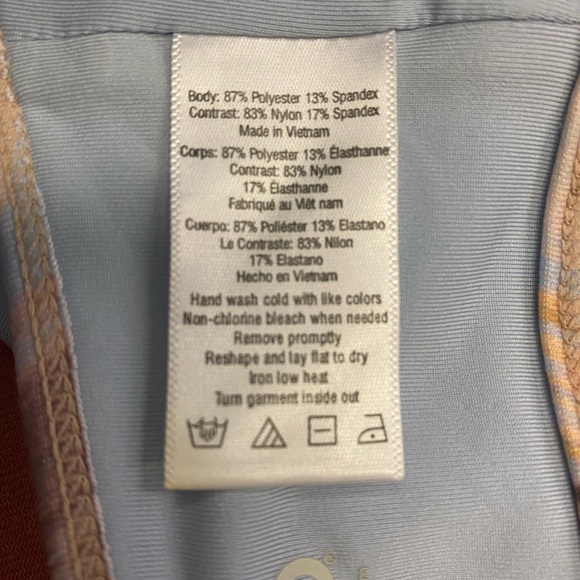 Body: 87% Polyester 13% Spandex
Contrast: 83% Nylon 17% Spandex
Made in Vietnam
Corps: 87% Polyester 13% Élasthanne
Contrast: 83% Nylon
17% Élasthanne
Fabriqué au Viêt nam
Cuerpo: 87% Poliéster 13% Elastano
Le Contraste: 83% Nilon
17% Elastano
Hecho en Vietnam
Hand wash cold with like colors
Non-chlorine bleach when needed
Remove promptly
Reshape and lay flat to dry
Iron low heat
Turn garment inside out